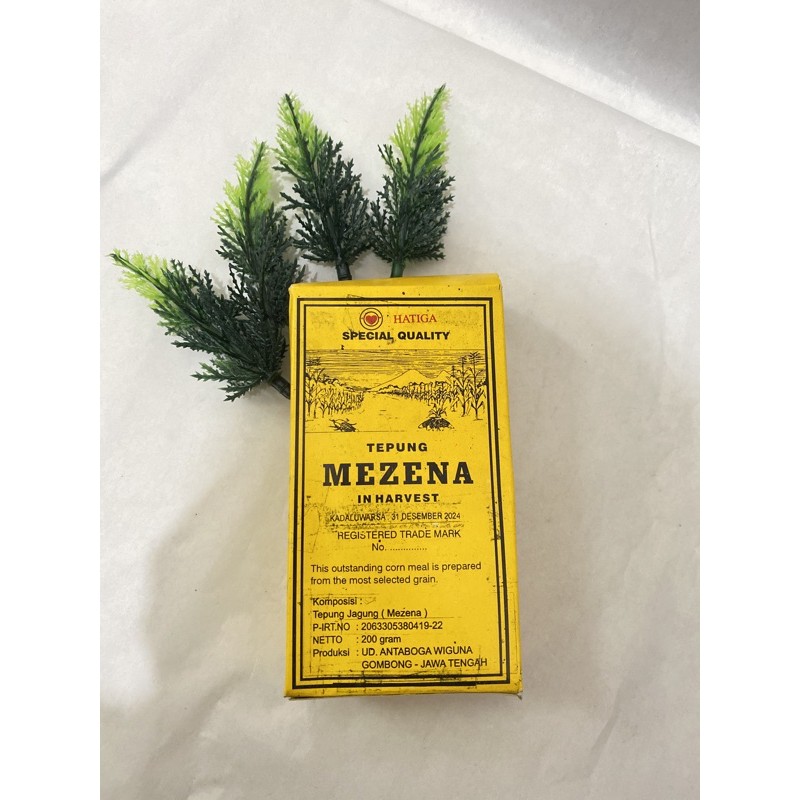 HATIGA
SPECIAL QUALITY
TEPUNG
MEZENA
IN HARVEST
KADALUWARSA : 31 DESEMBER 2024
REGISTERED TRADE MARK
No. ..............
This outstanding corn meal is prepared
from the most selected grain.
Komposisi :
Tepung Jagung ( Mezena )
P-IRT.NO : 2063305380419-22
NETTO : 200 gram
Produksi : UD. ANTABOGA WIGUNA
GOMBONG - JAWA TENGAH